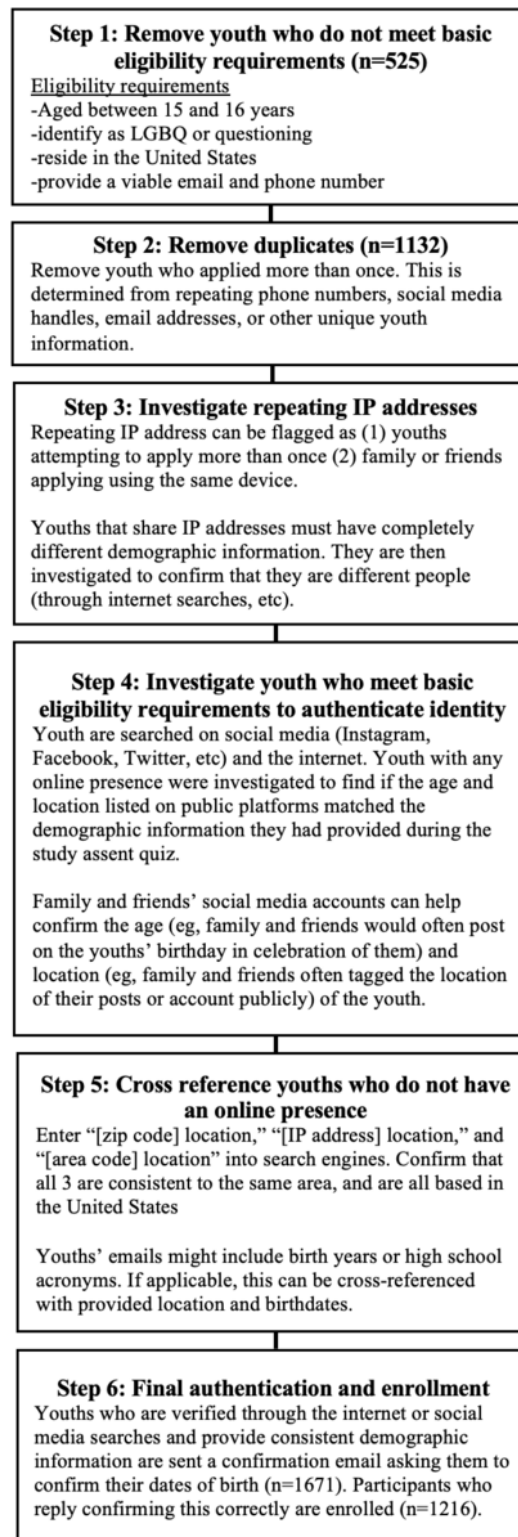 Step 1: Remove youth who do not meet basic
eligibility requirements (n=525)
Eligibility requirements
-Aged between 15 and 16 years
-identify as LGBQ or questioning
-reside in the United States
-provide a viable email and phone number
Step 2: Remove duplicates (n=1132)
Remove youth who applied more than once. This is
determined from repeating phone numbers, social media
handles, email addresses, or other unique youth
information.
Step 3: Investigate repeating IP addresses
Repeating IP address can be flagged as (1) youths
attempting to apply more than once (2) family or friends
applying using the same device.
Youths that share IP addresses must have completely
different demographic information. They are then
investigated to confirm that they are different people
(through internet searches, etc).
Step 4: Investigate youth who meet basic
eligibility requirements to authenticate identity
Youth are searched on social media (Instagram,
Facebook, Twitter, etc) and the internet. Youth with any
online presence were investigated to find if the age and
location listed on public platforms matched the
demographic information they had provided during the
study assent quiz.
Family and friends’ social media accounts can help
confirm the age (eg, family and friends would often post
on the youths’ birthday in celebration of them) and
location (eg, family and friends often tagged the location
of their posts or account publicly) of the youth.
Step 5: Cross reference youths who do not have
an online presence
Enter “[zip code] location,” “[IP address] location,” and
“[area code] location” into search engines. Confirm that
all 3 are consistent to the same area, and are all based in
the United States
Youths’ emails might include birth years or high school
acronyms. If applicable, this can be cross-referenced
with provided location and birthdates.
Step 6: Final authentication and enrollment
Youths who are verified through the internet or social
media searches and provide consistent demographic
information are sent a confirmation email asking them to
confirm their dates of birth (n=1671). Participants who
reply confirming this correctly are enrolled (n=1216).